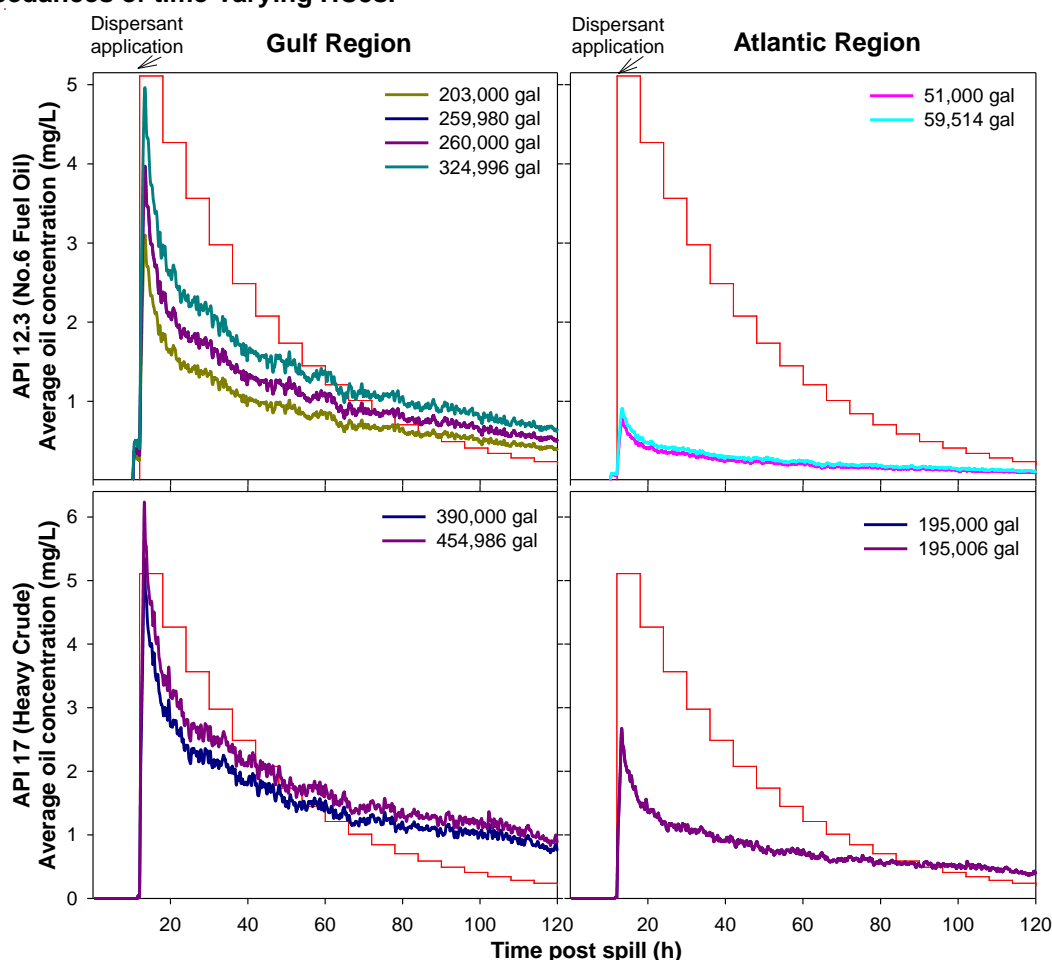 Dispersant
application
Gulf Region
Dispersant
application
Atlantic Region
API 12.3 (No.6 Fuel Oil)
Average oil concentration (mg/L)
5
4
3
2
1
203,000 gal
259,980 gal
260,000 gal
324,996 gal
51,000 gal
59,514 gal
API 17 (Heavy Crude)
Average oil concentration (mg/L)
6
5
4
3
2
1
0
390,000 gal
454,986 gal
195,000 gal
195,006 gal
20 40 60 80 100 120
20 40 60 80 100 120
Time post spill (h)